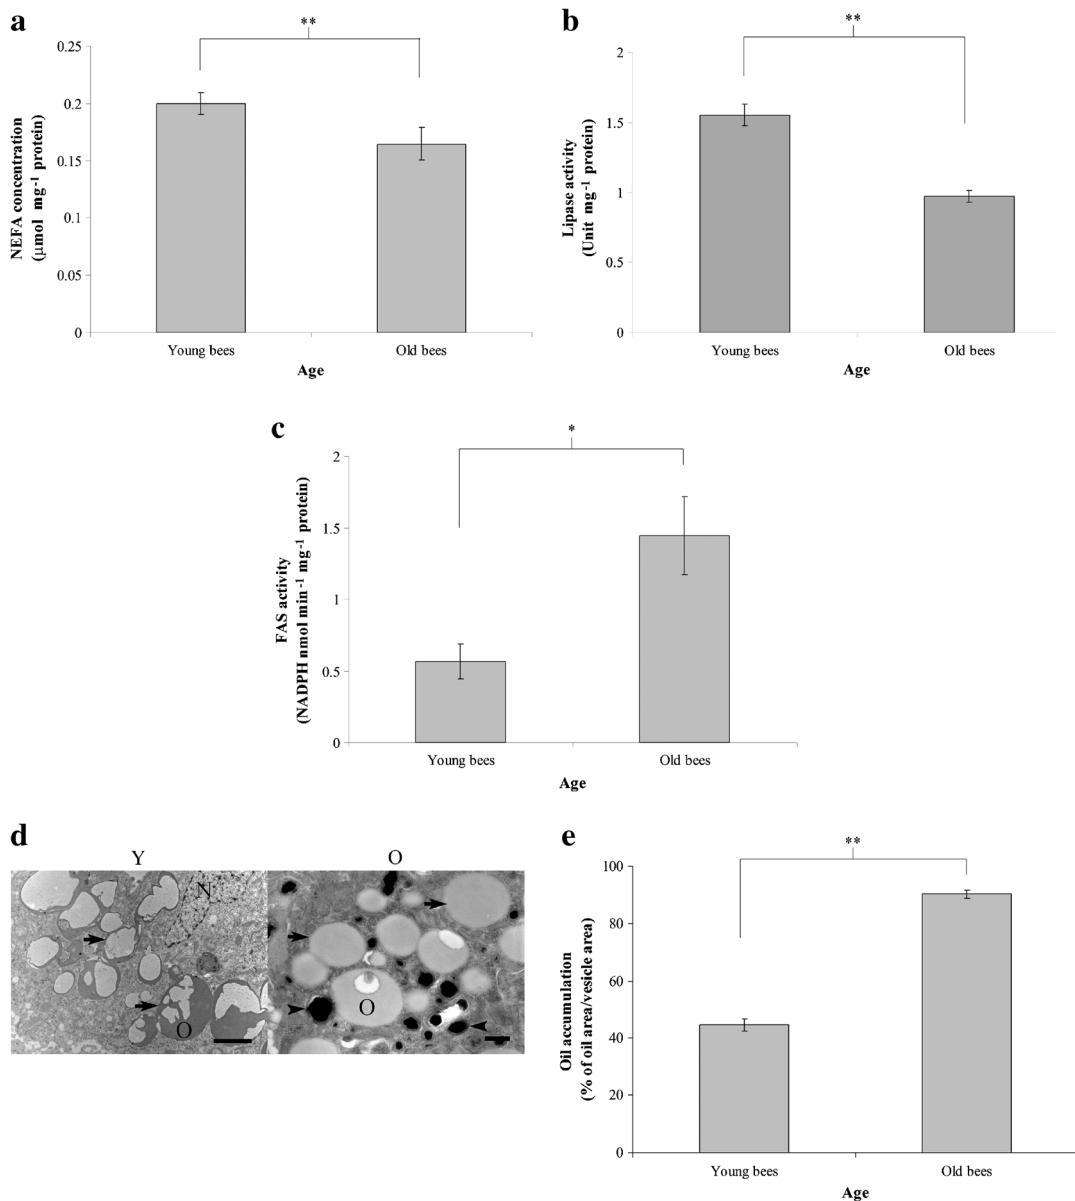 a
**
0.25
0.2
0.15
0.1
0.05
0
NEFA concentration
(μmol mg-1 protein)
Young bees
Old bees
Age
b
**
2
1.5
1
0.5
0
Lipase activity
(Unit mg-1 protein)
Young bees
Old bees
Age
c
*
2
1.5
1
0.5
0
FAS activity
(NADPH nmol min-1 mg-1 protein)
Young bees
Old bees
Age
d
Y
O
N
O
O
e
**
100
80
60
40
20
0
Oil accumulation
(% of oil area/vesicle area)
Young bees
Old bees
Age